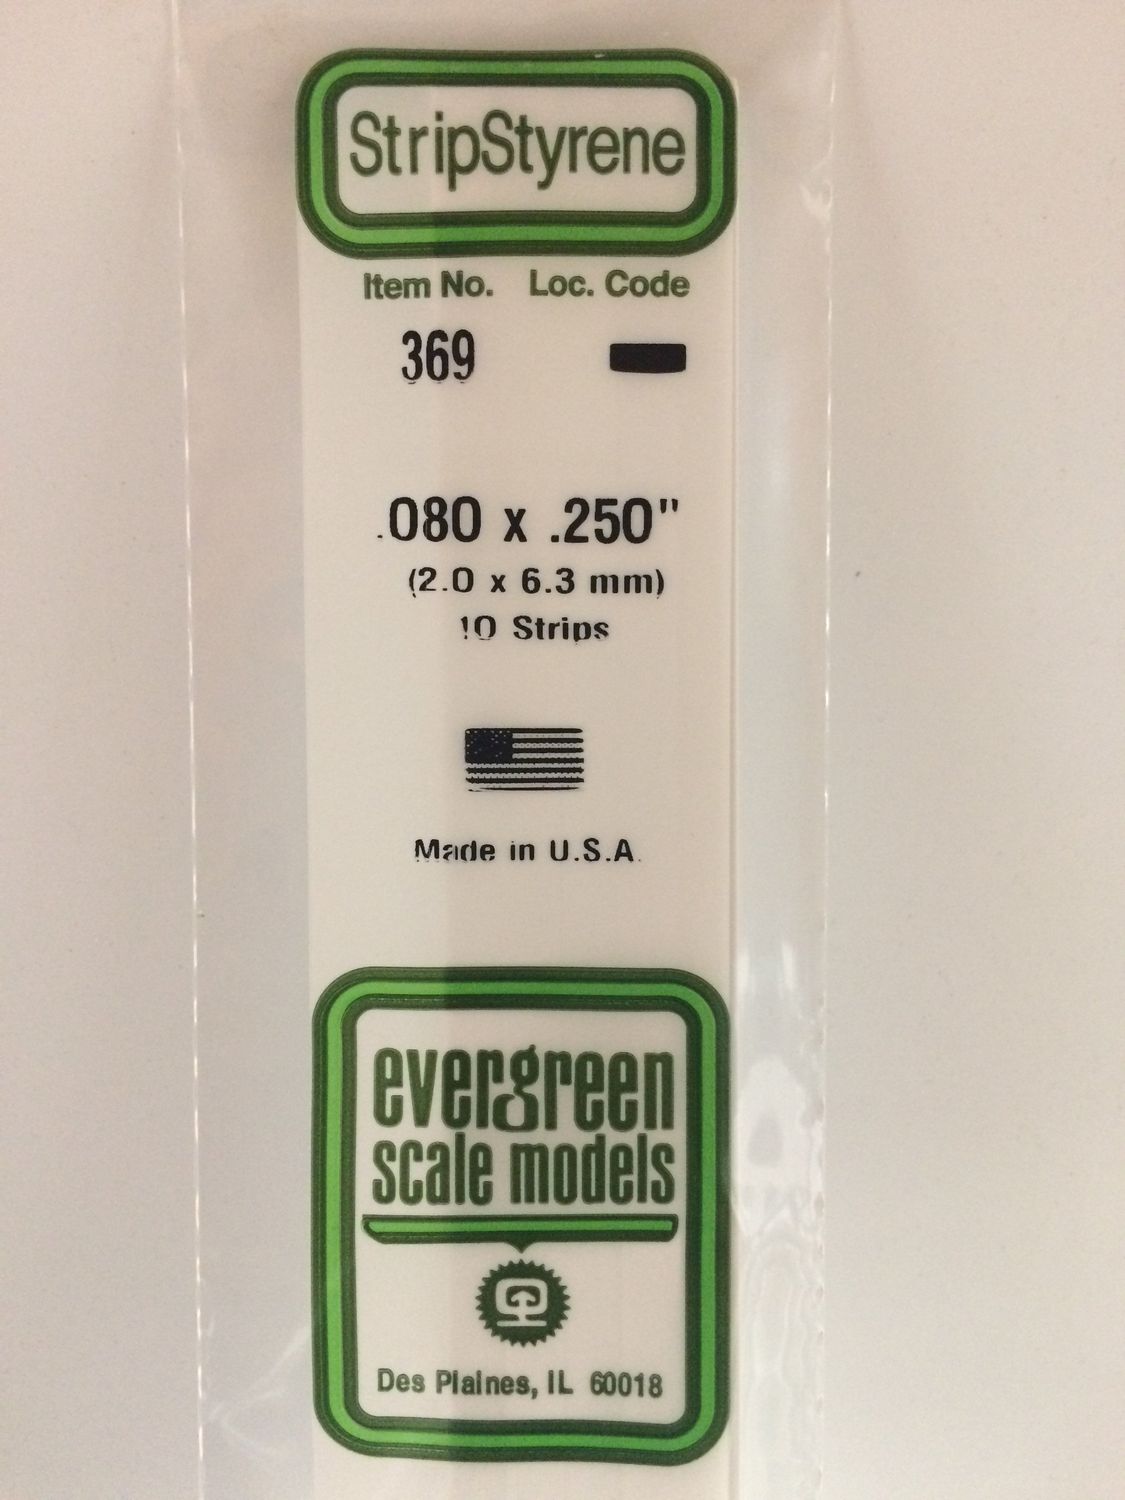 StripStyrene
Item No. Loc. Code
369
.080 x .250"
(2.0 x 6.3 mm)
10 Strips
Made in U.S.A.
evergreen
scale models
Des Plaines, IL 60018